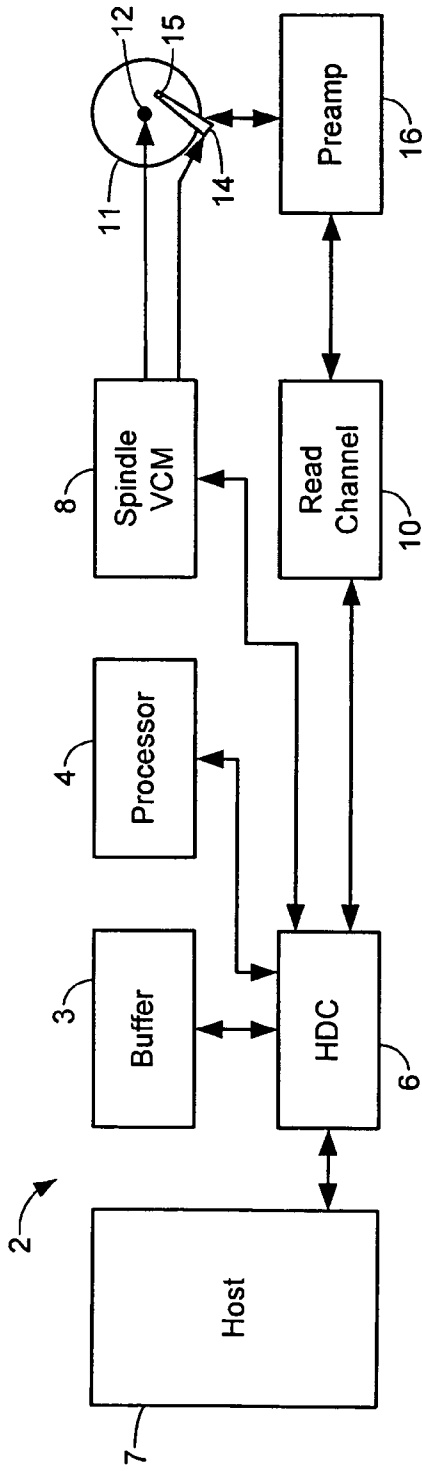 2
7
Host
3
Buffer
4
Processor
8
Spindle
VCM
11
12
15
14
HDC
6
Read
Channel
10
Preamp
16